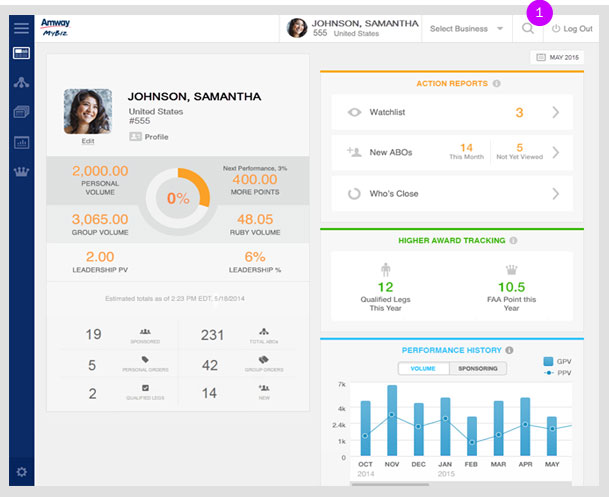 1
Amway
MYBIZ
JOHNSON, SAMANTHA
555 United States
Select Business
Log Out
MAY 2015
JOHNSON, SAMANTHA
United States
#555
Profile
Edit
2,000.00
PERSONAL
VOLUME
Next Performance, 3%
400.00
MORE POINTS
0%
3,065.00
GROUP VOLUME
48.05
RUBY VOLUME
2.00
LEADERSHIP PV
6%
LEADERSHIP %
Estimated totals as of 2:23 PM EDT, 5/18/2014
19
SPONSORED
231
TOTAL ABOs
5
PERSONAL ORDERS
42
GROUP ORDERS
2
QUALIFIED LEGS
14
NEW
ACTION REPORTS
Watchlist
3
New ABOs
14
This Month
5
Not Yet Viewed
Who's Close
HIGHER AWARD TRACKING
12
Qualified Legs
This Year
10.5
FAA Point this
Year
PERFORMANCE HISTORY
VOLUME
SPONSORING
GPV
PPV
7k
4k
2.4k
1k
0
OCT NOV DEC JAN FEB MAR APR MAY
2014 2015